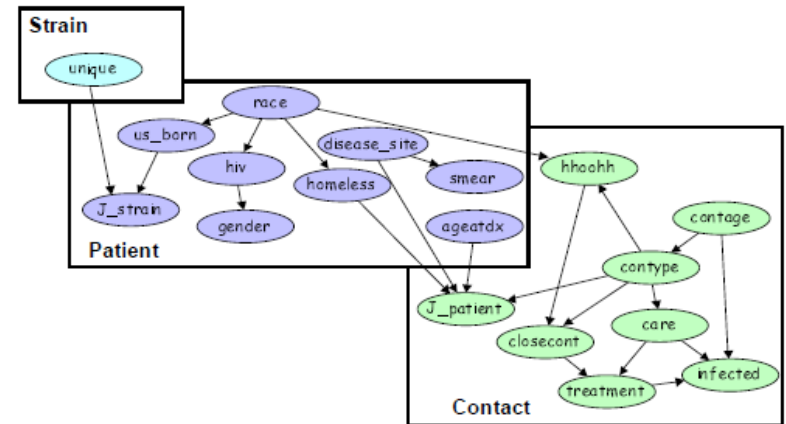 Strain
unique
race
us_born
disease_site
hiv
smear
hhoohh
homeless
J_strain
gender
ageatdx
contage
Patient
contype
J_patient
care
closecont
infected
treatment
Contact